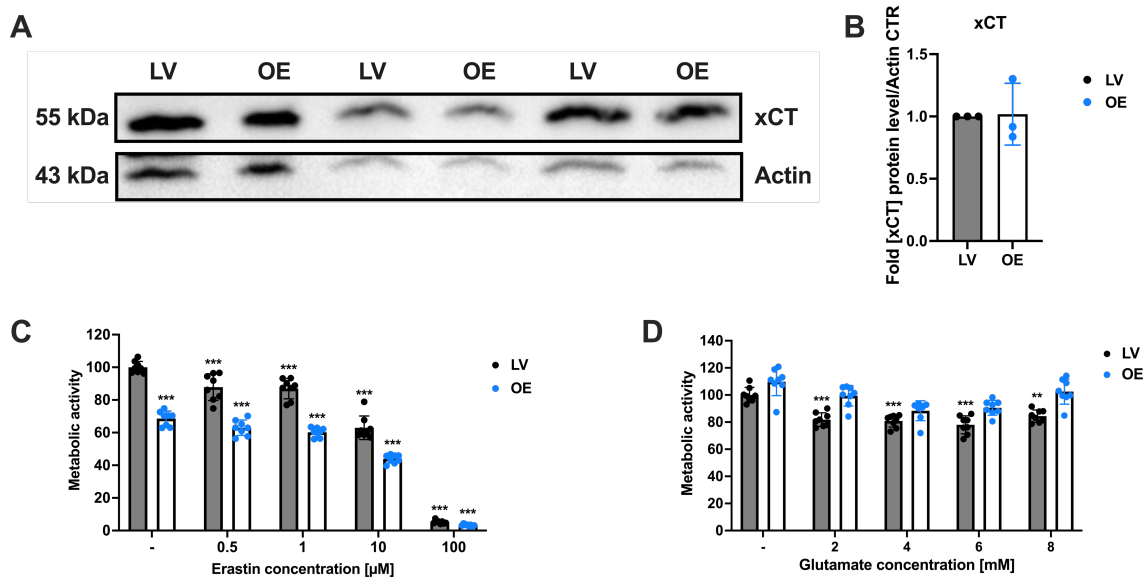 A
LV OE LV OE LV OE
55 kDa xCT
43 kDa Actin
B
xCT
Fold [xCT] protein level/Actin CTR
1.5
1.0
0.5
0.0
LV OE
LV
OE
C
Metabolic activity
120
100
80
60
40
20
0
*** *** *** *** *** *** *** *** ***
- 0.5 1 10 100
Erastin concentration [µM]
LV
OE
D
Metabolic activity
140
120
100
80
60
40
20
0
*** *** *** **
- 2 4 6 8
Glutamate concentration [mM]
LV
OE